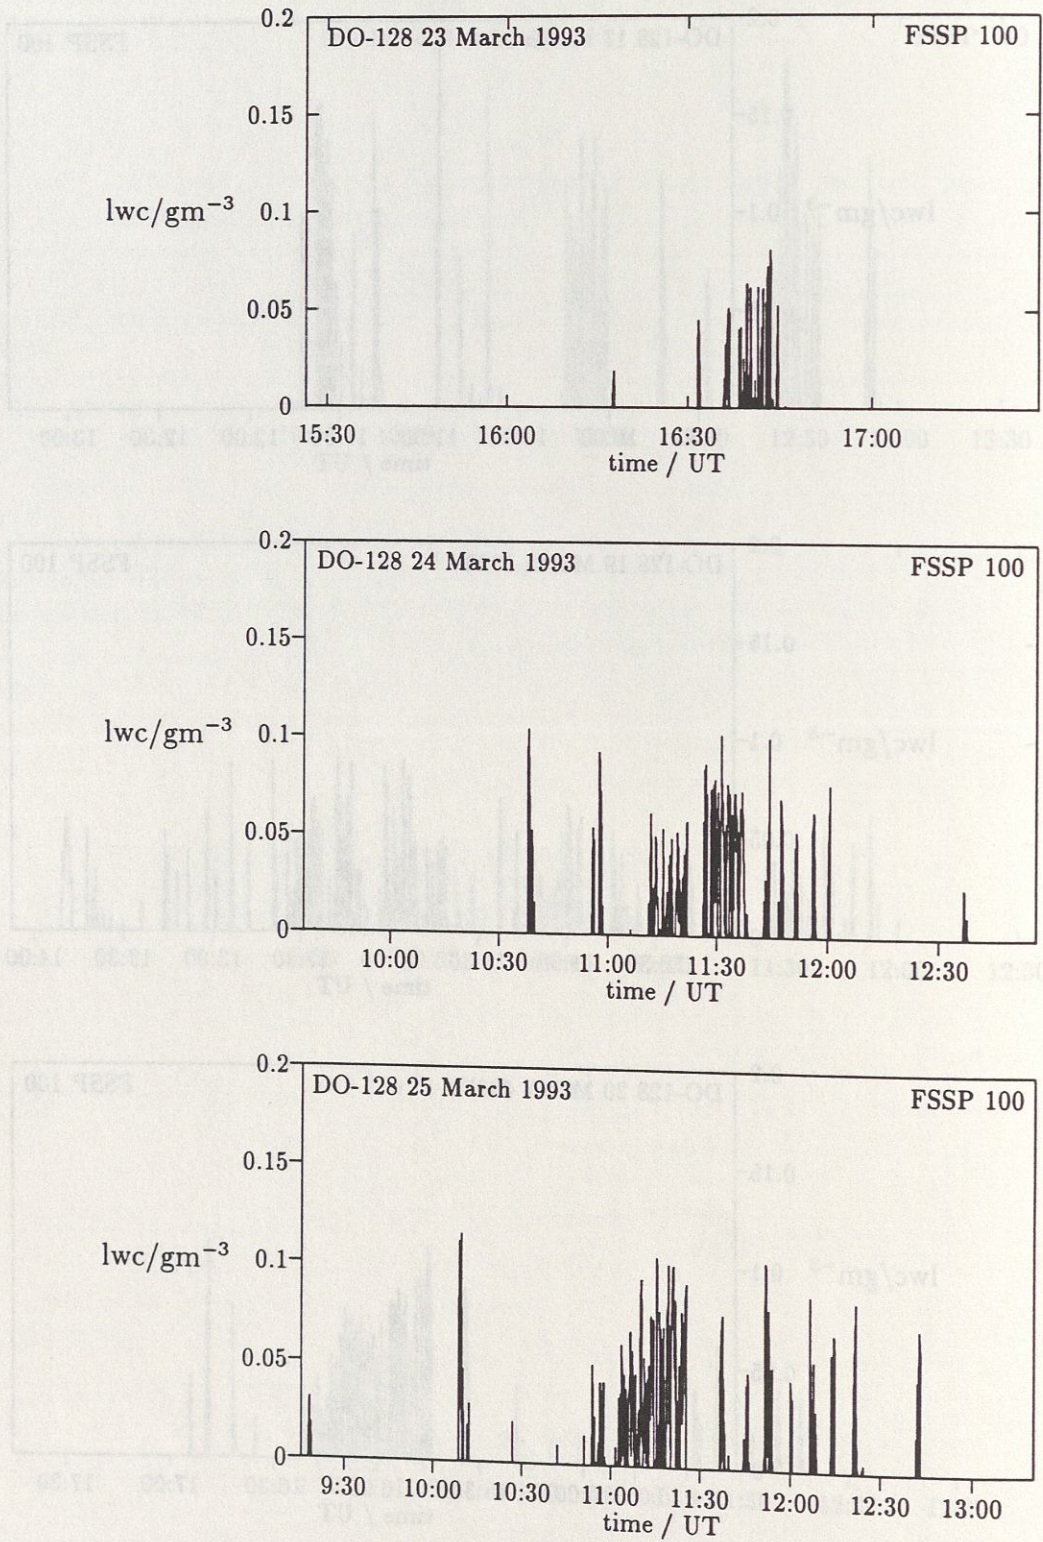 DO-128 23 March 1993 FSSP 100
0.2
0.15
lwc/gm⁻³ 0.1
0.05
0
15:30 16:00 16:30 17:00
time / UT
DO-128 24 March 1993 FSSP 100
0.2
0.15
lwc/gm⁻³ 0.1
0.05
0
10:00 10:30 11:00 11:30 12:00 12:30
time / UT
DO-128 25 March 1993 FSSP 100
0.2
0.15
lwc/gm⁻³ 0.1
0.05
0
9:30 10:00 10:30 11:00 11:30 12:00 12:30 13:00
time / UT